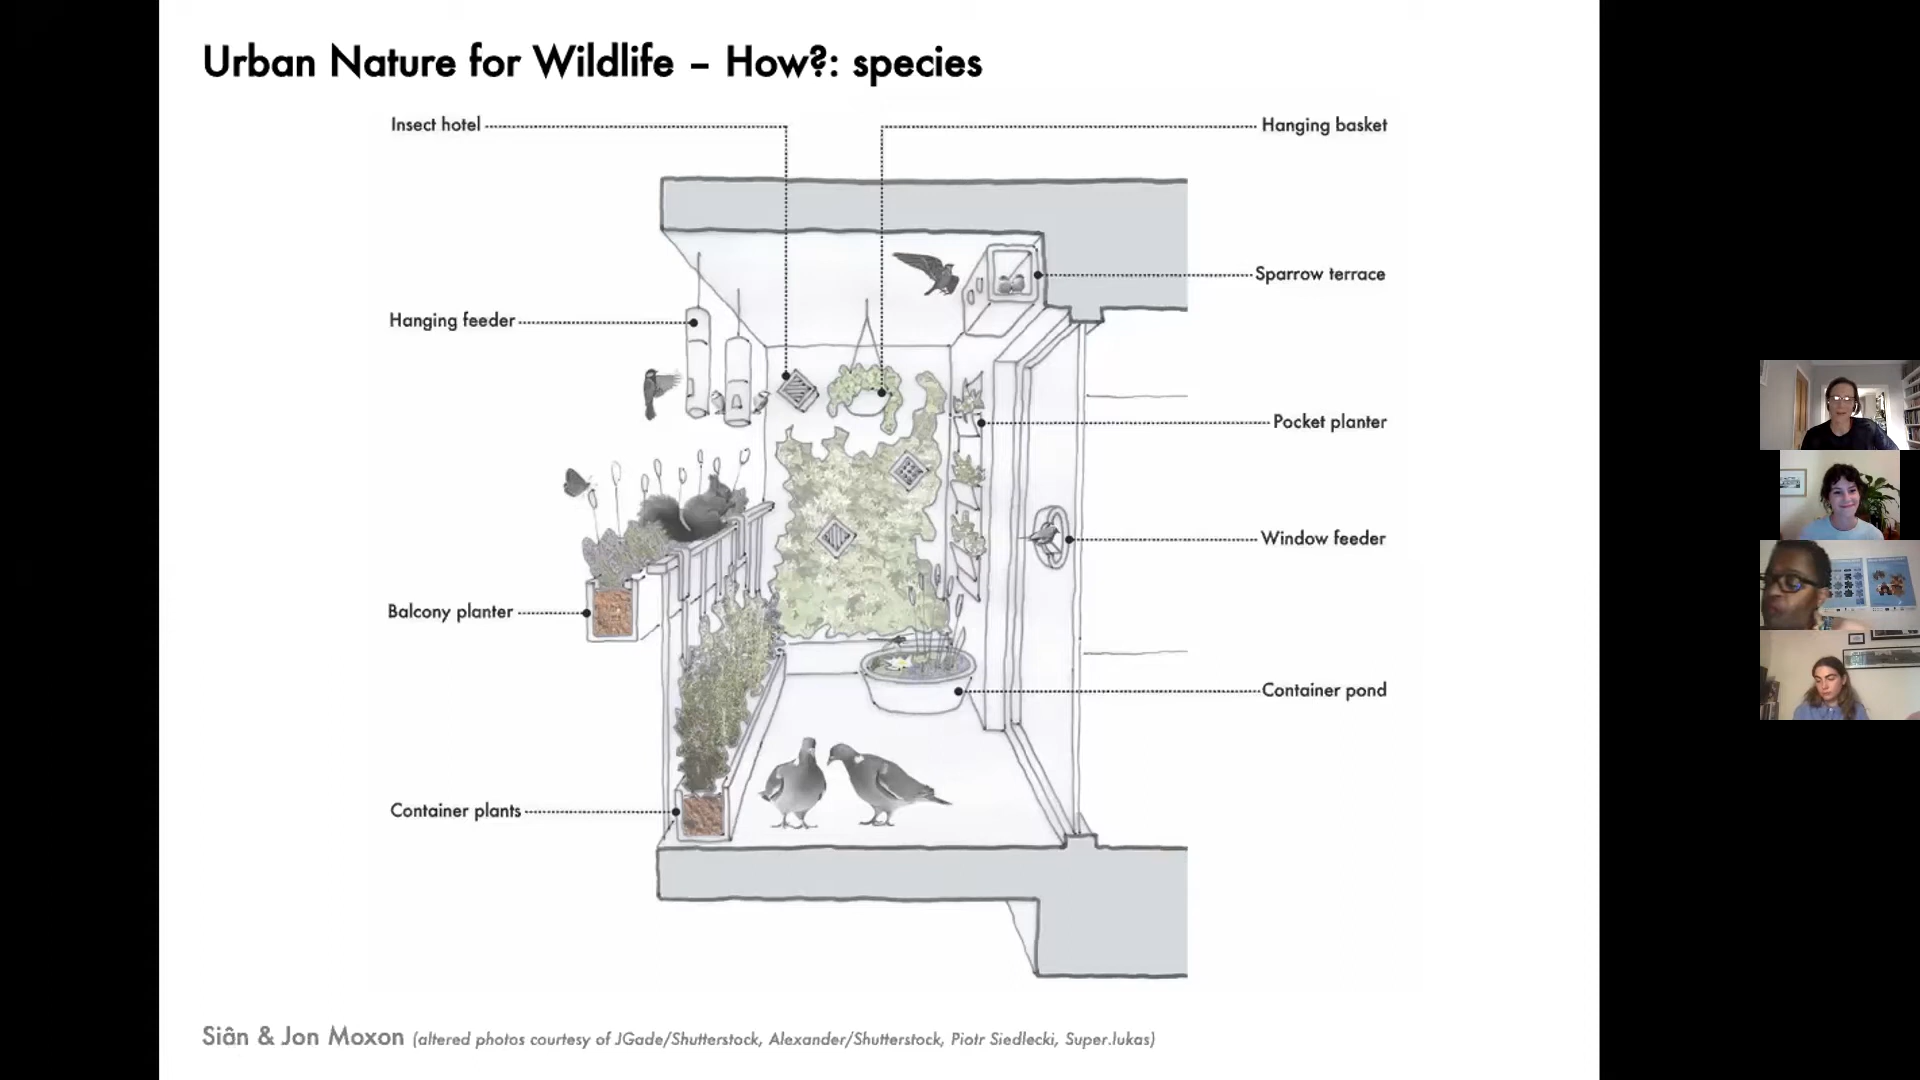 Urban Nature for Wildlife – How?: species
Insect hotel
Hanging basket
Sparrow terrace
Hanging feeder
Pocket planter
Window feeder
Balcony planter
Container pond
Container plants
Siân & Jon Moxon (altered photos courtesy of JGade/Shutterstock, Alexander/Shutterstock, Piotr Siedlecki, Super.lukas)